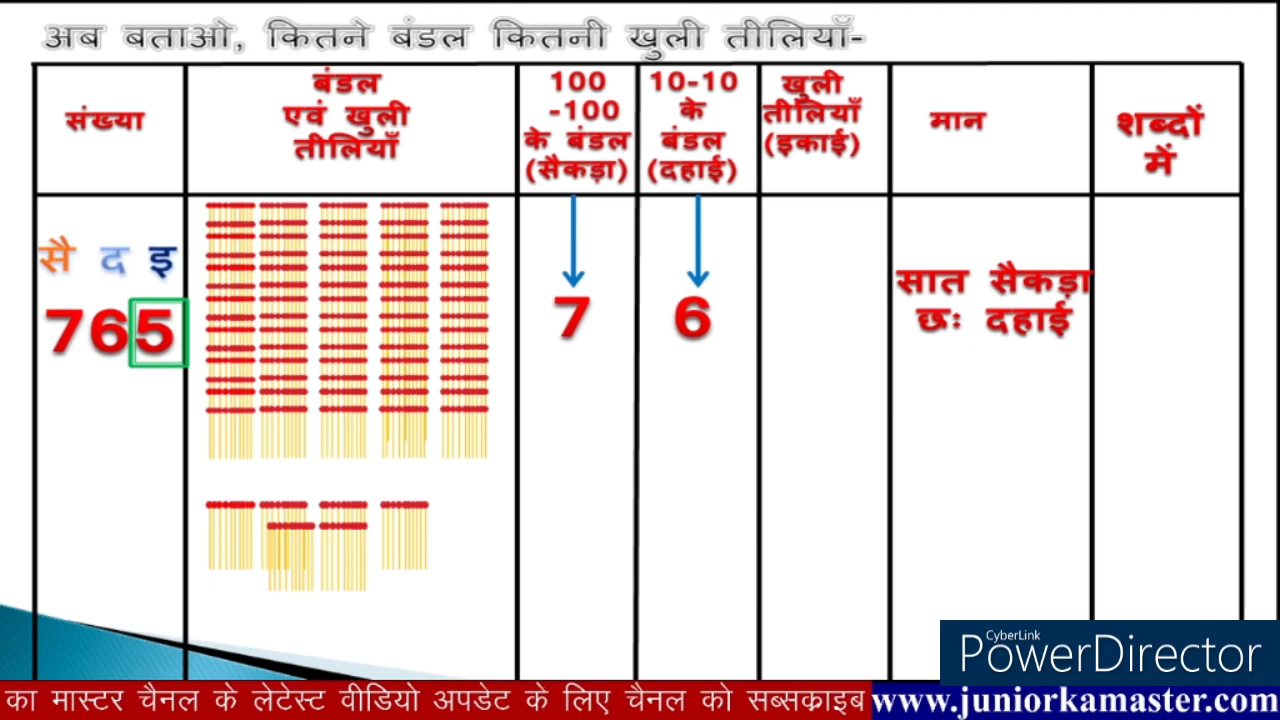 अब बताओ, कितने बंडल कितनी खुली तीलियाँ-
संख्या
बंडल
एवं खुली
तीलियाँ
100
-100
के बंडल
(सैकड़ा)
10-10
के
बंडल
(दहाई)
खुली
तीलियाँ
(इकाई)
मान
शब्दों
में
सै द इ
765
7
6
सात सैकड़ा
छः दहाई
CyberLink
PowerDirector
का मास्टर चैनल के लेटेस्ट वीडियो अपडेट के लिए चैनल को सब्सक्राइब
www.juniorkamaster.com